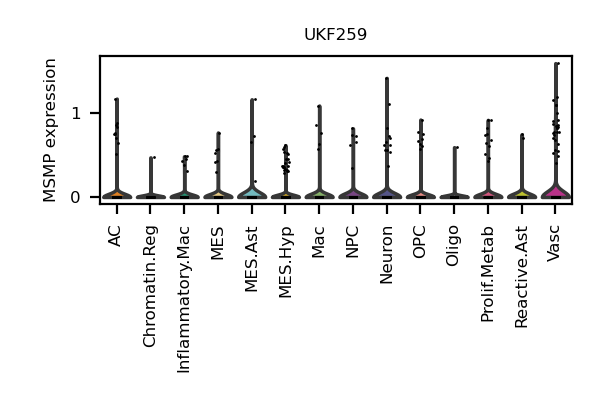 UKF259
MSMP expression
1
0
AC
Chromatin.Reg
Inflammatory.Mac
MES
MES.Ast
MES.Hyp
Mac
NPC
Neuron
OPC
Oligo
Prolif.Metab
Reactive.Ast
Vasc